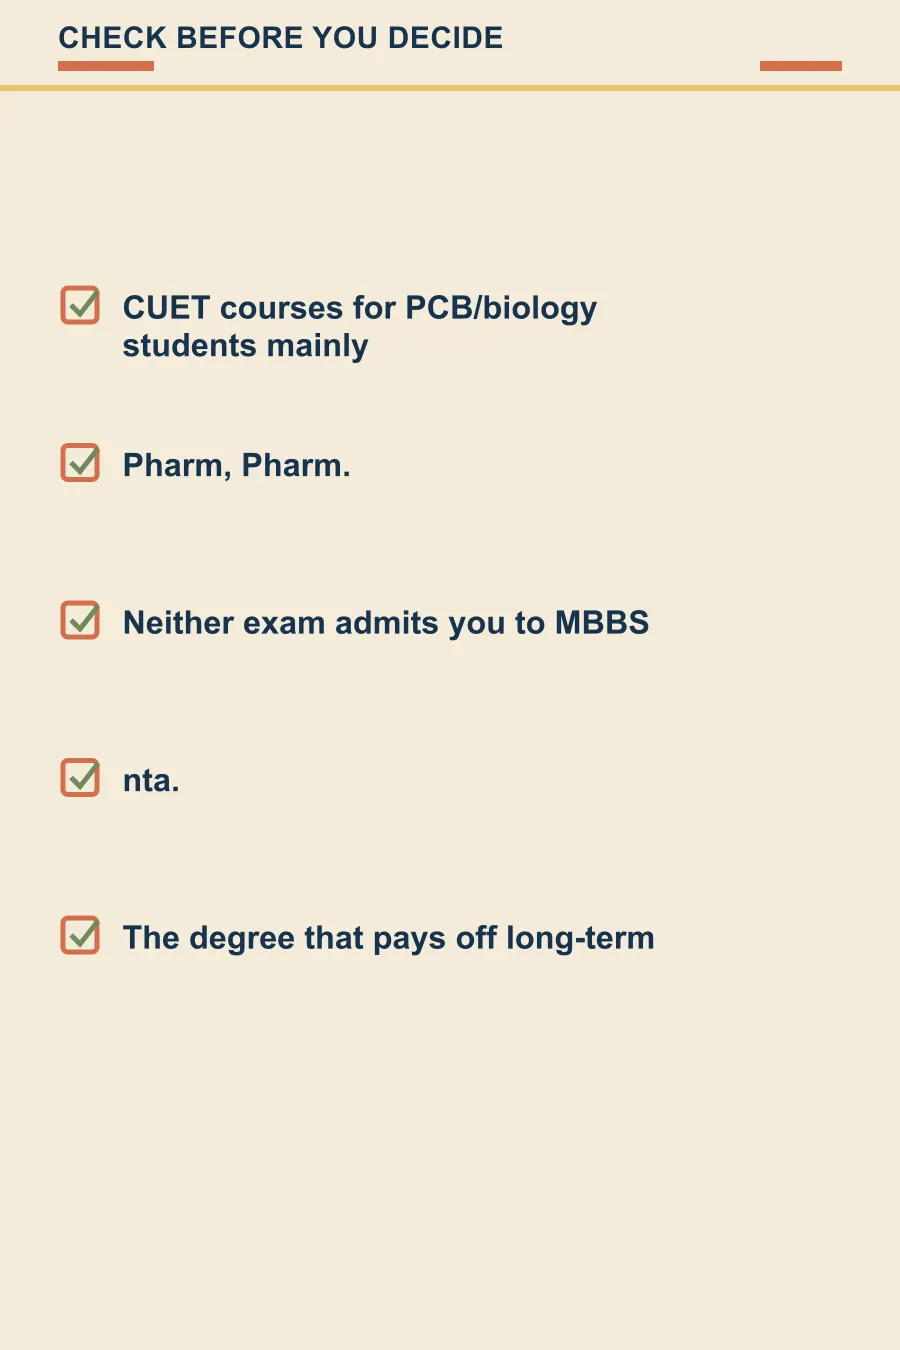 CHECK BEFORE YOU DECIDE
CUET courses for PCB/biology
students mainly
Pharm, Pharm.
Neither exam admits you to MBBS
nta.
The degree that pays off long-term